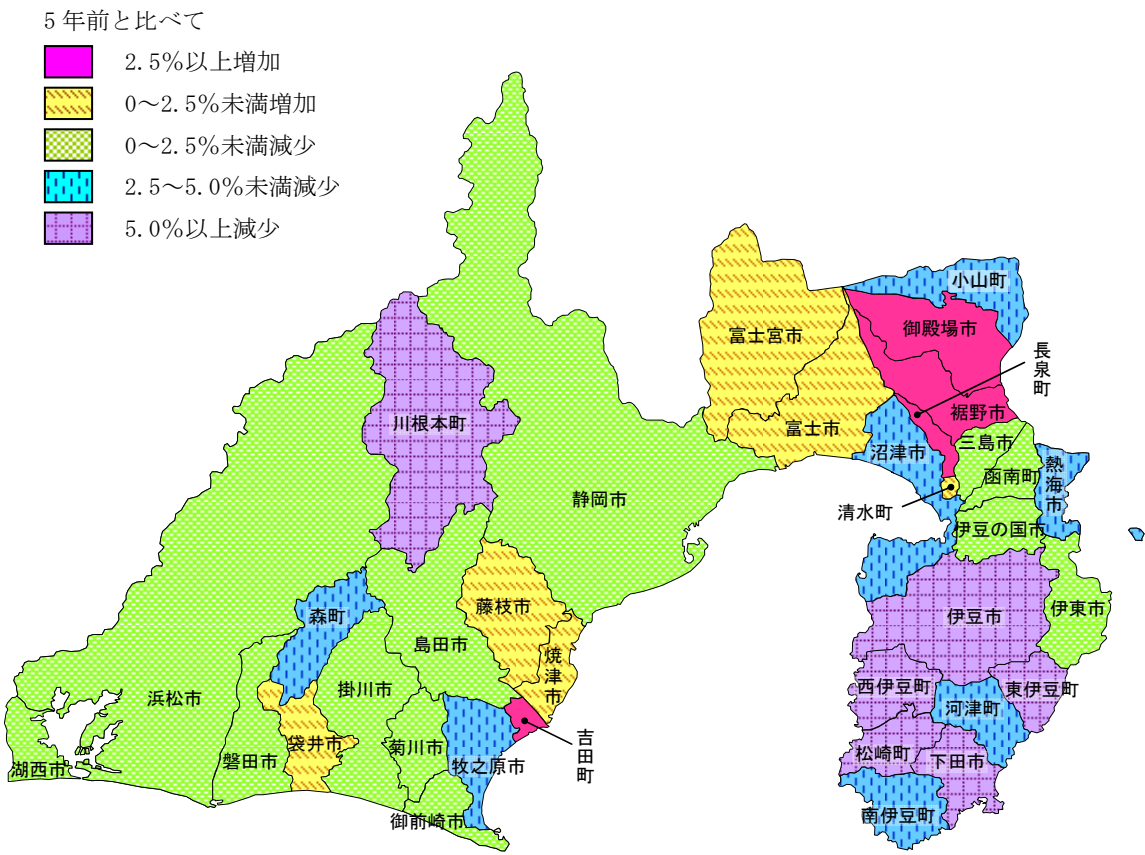 5年前と比べて
2.5%以上増加
0～2.5%未満増加
0～2.5%未満減少
2.5～5.0%未満減少
5.0%以上減少
小山町
御殿場市
富士宮市
長泉町
裾野市
川根本町
富士市
三島市
沼津市
熱海市
函南町
静岡市
清水町
伊豆の国市
藤枝市
伊東市
森町
伊豆市
島田市
焼津市
西伊豆町
東伊豆町
掛川市
浜松市
河津町
袋井市
吉田町
菊川市
松崎町
磐田市
下田市
牧之原市
湖西市
南伊豆町
御前崎市